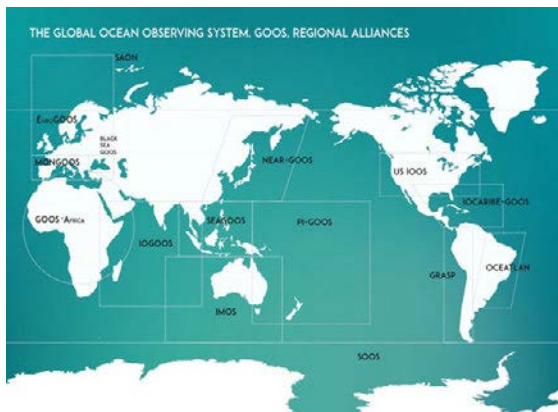 THE GLOBAL OCEAN OBSERVING SYSTEM, GOOS, REGIONAL ALLIANCES
SAON
EuroGOOS
BLACK
SEA
GOOS
MONGOOS
NEAR-GOOS
US IOOS
IOCARIBE-GOOS
GOOS-AFRICA
SEAGOOS
PI-GOOS
IOGOOS
GRASP
OCEATLAN
IMOS
SOOS